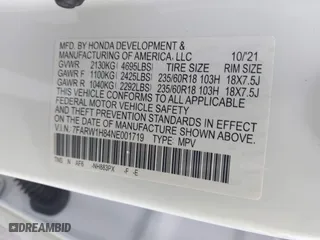 MFD. BY HONDA DEVELOPMENT &
MANUFACTURING OF AMERICA, LLC 10/21
GVWR 2130KG( 4695LBS) TIRE SIZE RIM SIZE
GAWR F 1100KG( 2425LBS) 235/60R18 103H 18X7.5J
GAWR R 1040KG( 2292LBS) 235/60R18 103H 18X7.5J
THIS VEHICLE CONFORMS TO ALL APPLICABLE
FEDERAL MOTOR VEHICLE SAFETY, BUMPER,
AND THEFT PREVENTION STANDARDS IN EFFECT
ON THE DATE OF MANUFACTURE SHOWN ABOVE.
V.I.N.: 7FARW1H84NE001719 TYPE: MPV
NH883PX -F -E
DREAMBID